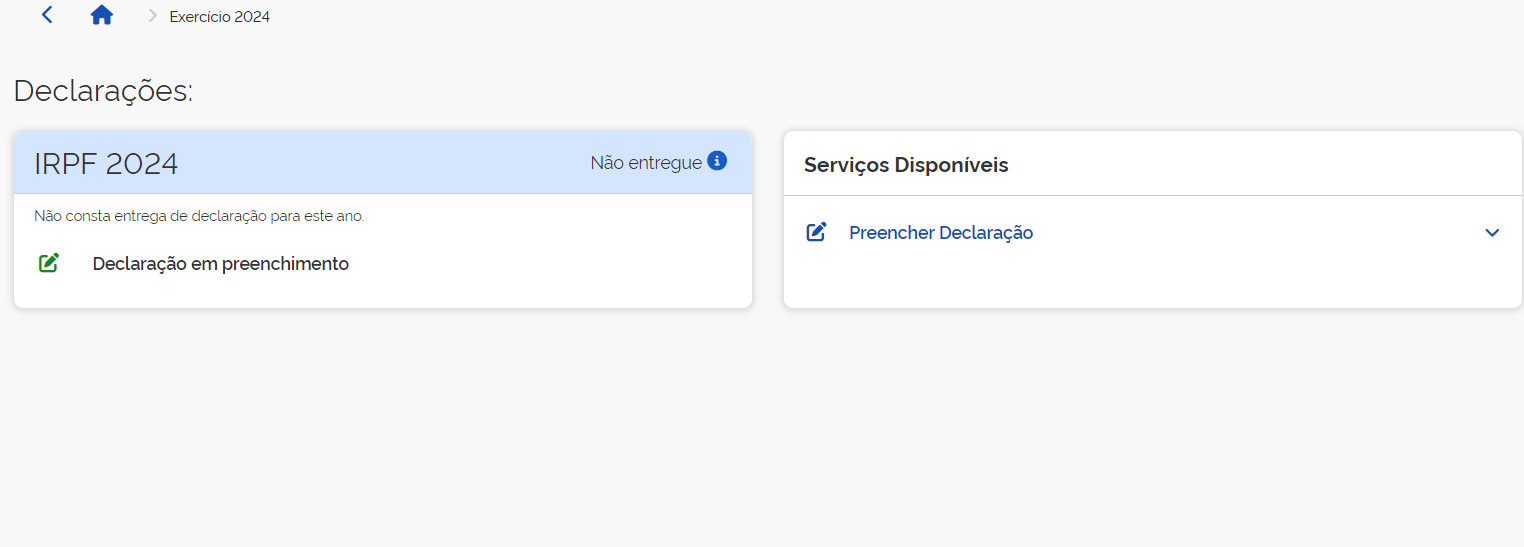 Exercício 2024
Declarações:
IRPF 2024
Não entregue
Não consta entrega de declaração para este ano.
Declaração em preenchimento
Serviços Disponíveis
Preencher Declaração